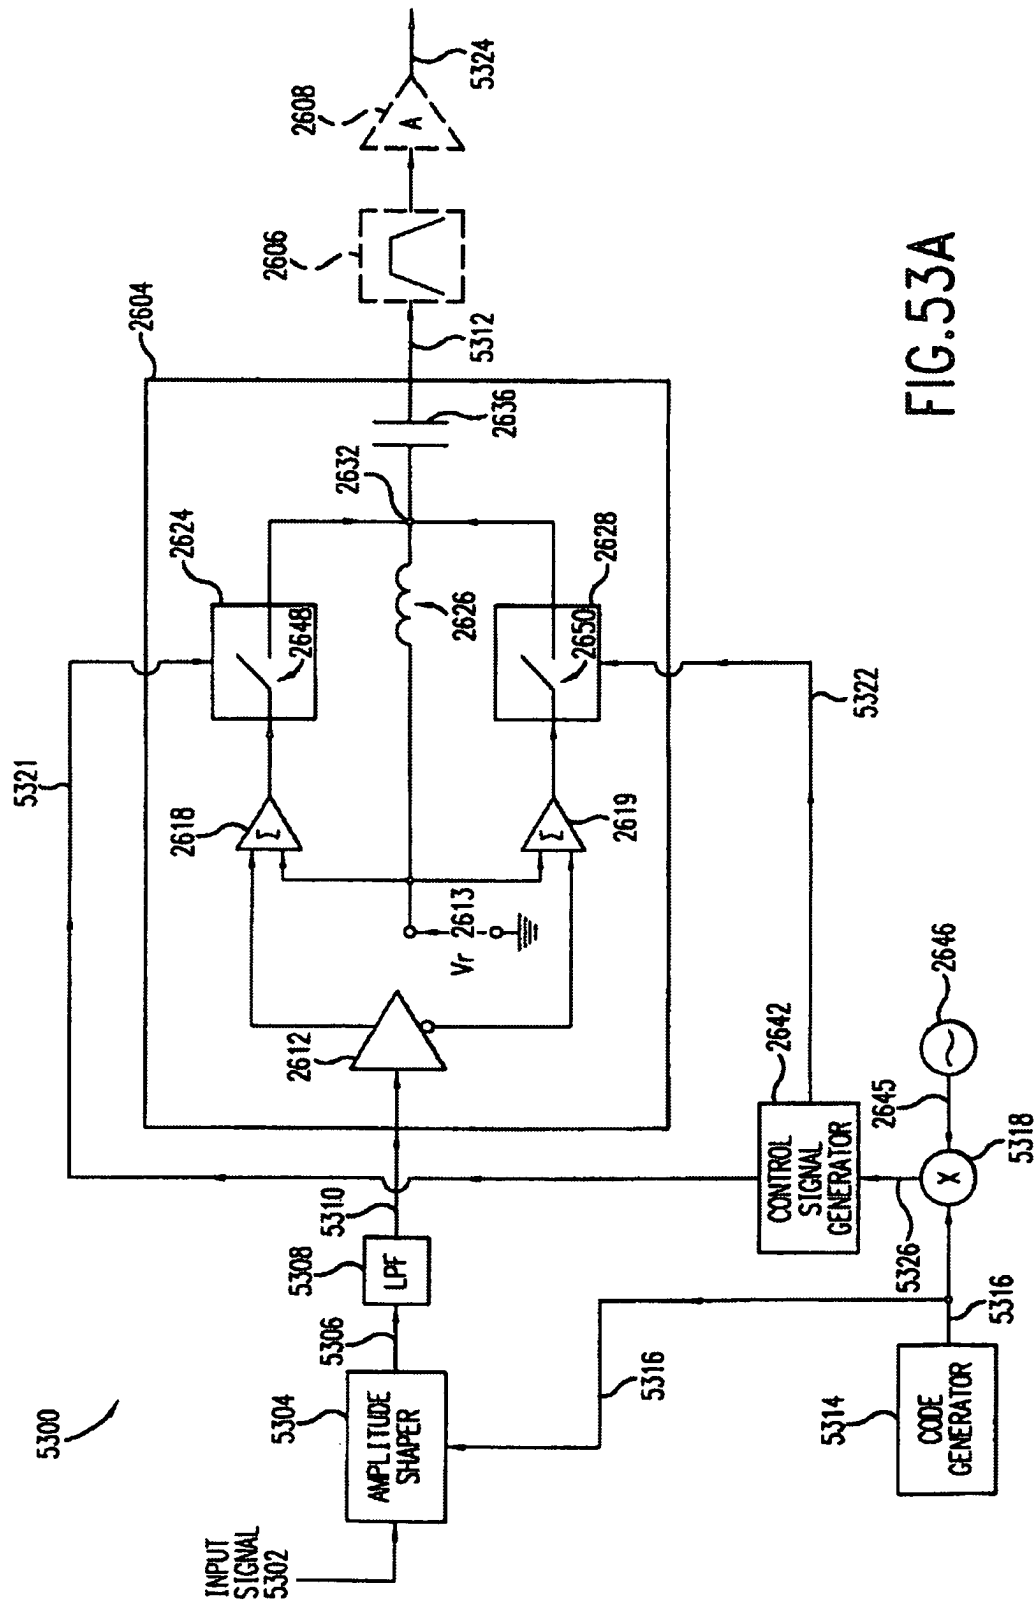 5300
INPUT
SIGNAL
5302
AMPLITUDE
SHAPER
5304
5306
LPF
5308
5310
5321
2604
2612
Vr
2613
2618
Σ
2619
Σ
2624
2648
2626
2628
2650
2632
2636
5312
2606
2608
A
5324
5316
CODE
GENERATOR
5314
5316
X
5318
5326
2645
2646
CONTROL
SIGNAL
GENERATOR
2642
5322
FIG.53A